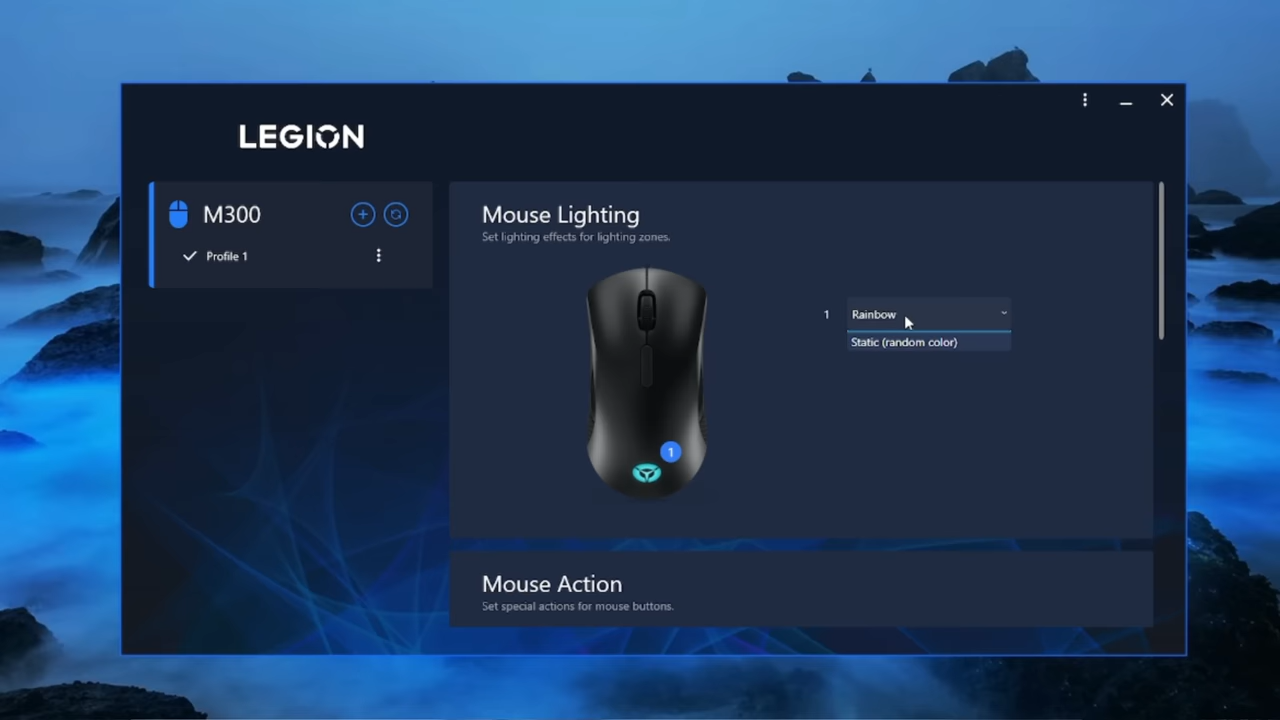 LEGION
M300
Profile 1
Mouse Lighting
Set lighting effects for lighting zones.
1 Rainbow
Static (random color)
1
Mouse Action
Set special actions for mouse buttons.